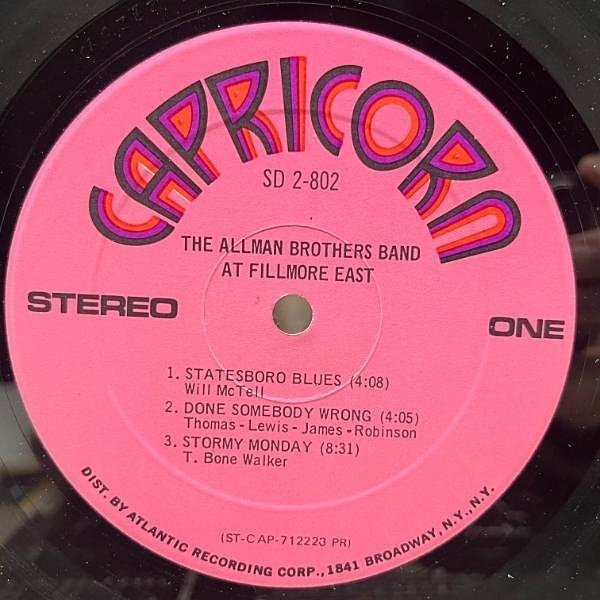 CAPRICORN
SD 2-802
THE ALLMAN BROTHERS BAND
AT FILLMORE EAST
STEREO
ONE
1. STATESBORO BLUES (4:08)
Will McTell
2. DONE SOMEBODY WRONG (4:05)
Thomas - Lewis - James - Robinson
3. STORMY MONDAY (8:31)
T. Bone Walker
(ST-CAP-712223 PR)
DIST. BY ATLANTIC RECORDING CORP., 1841 BROADWAY, N.Y., N.Y.